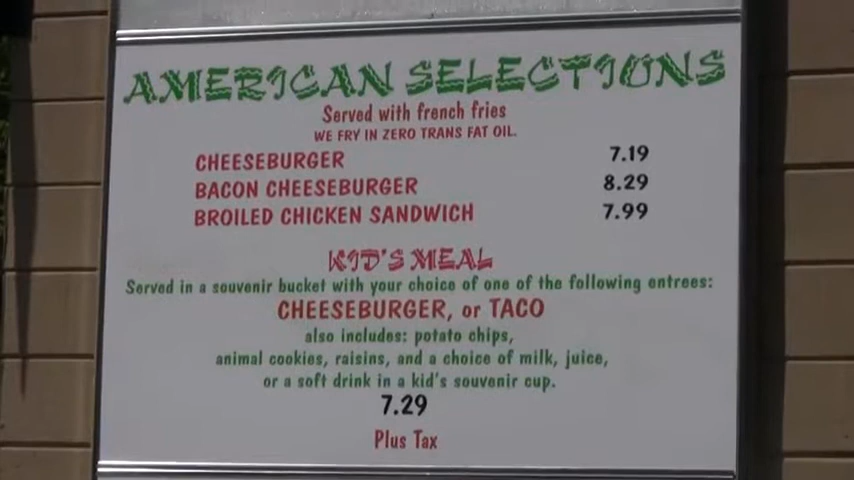 AMERICAN SELECTIONS
Served with french fries
WE FRY IN ZERO TRANS FAT OIL.
CHEESEBURGER 7.19
BACON CHEESEBURGER 8.29
BROILED CHICKEN SANDWICH 7.99
KID'S MEAL
Served in a souvenir bucket with your choice of one of the following entrees:
CHEESEBURGER, or TACO
also includes: potato chips,
animal cookies, raisins, and a choice of milk, juice,
or a soft drink in a kid's souvenir cup.
7.29
Plus Tax